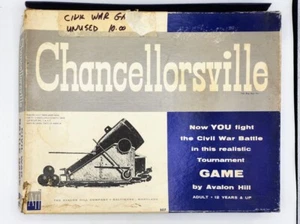 CIVIL WAR GA
UNUSED 10.00
Chancellorsville
Now YOU fight
the Civil War Battle
in this realistic
Tournament
GAME
by Avalon Hill
ADULT - 12 YEARS & UP